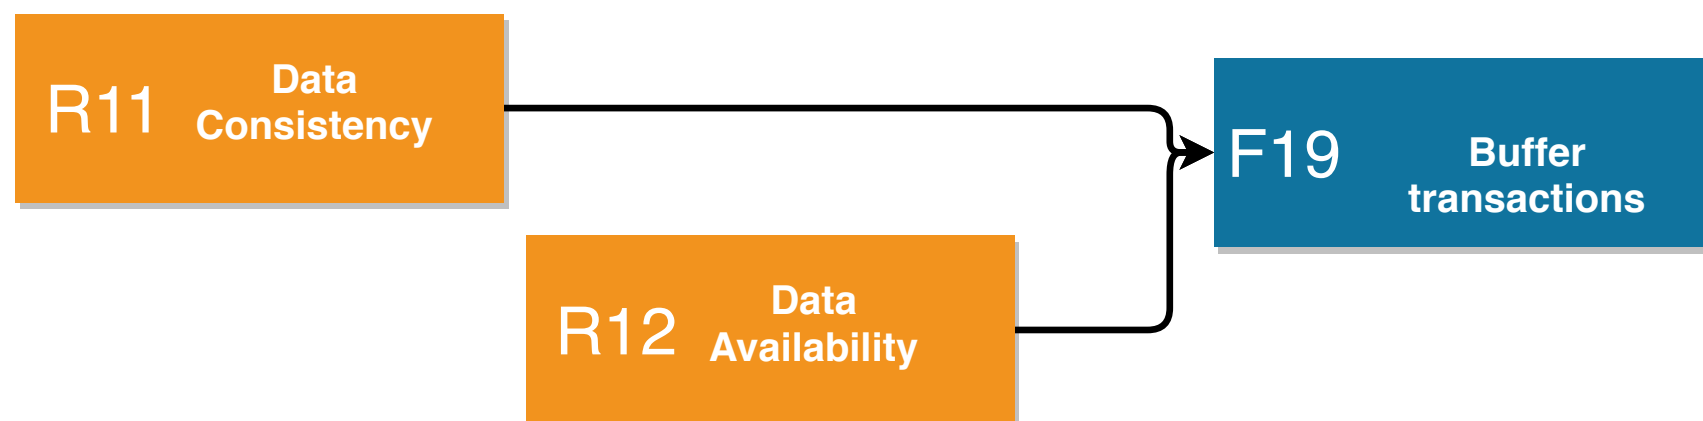 R11
Data
Consistency
R12
Data
Availability
F19
Buffer
transactions